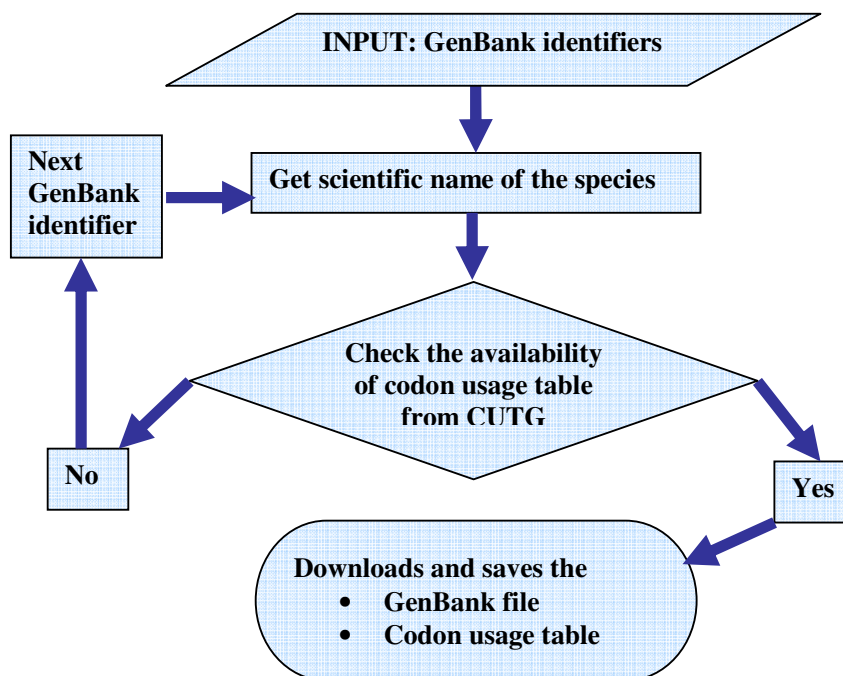 INPUT: GenBank identifiers
Next
GenBank
identifier
Get scientific name of the species
Check the availability
of codon usage table
from CUTG
No
Yes
Downloads and saves the
• GenBank file
• Codon usage table